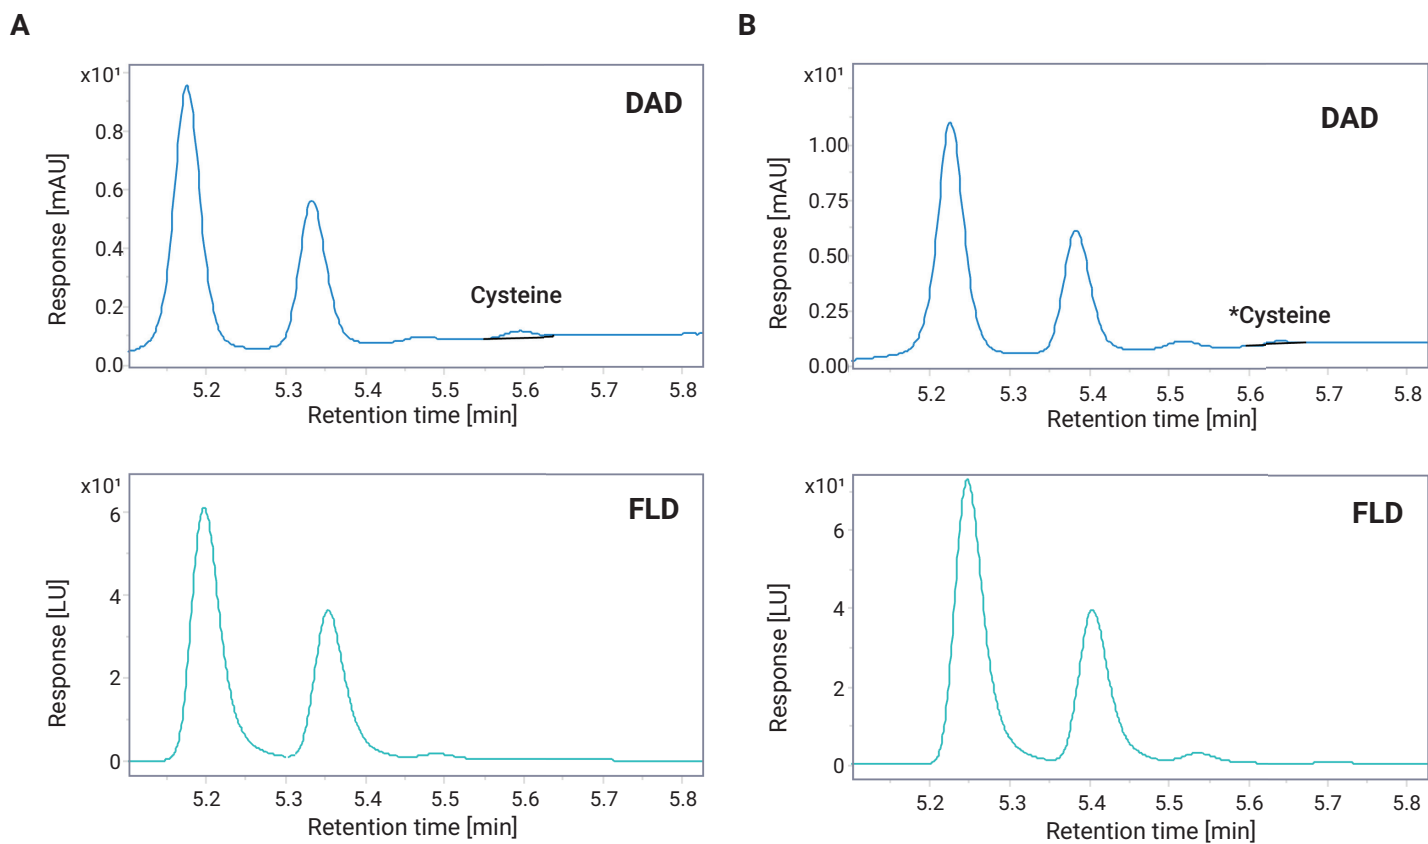 A
x10¹
DAD
0.8
0.6
0.4
0.2
0.0
Response [mAU]
Cysteine
5.2 5.3 5.4 5.5 5.6 5.7 5.8
Retention time [min]
x10¹
FLD
6
4
2
0
Response [LU]
5.2 5.3 5.4 5.5 5.6 5.7 5.8
Retention time [min]
B
x10¹
DAD
1.00
0.75
0.50
0.25
0.00
Response [mAU]
*Cysteine
5.2 5.3 5.4 5.5 5.6 5.7 5.8
Retention time [min]
x10¹
FLD
6
4
2
0
Response [LU]
5.2 5.3 5.4 5.5 5.6 5.7 5.8
Retention time [min]